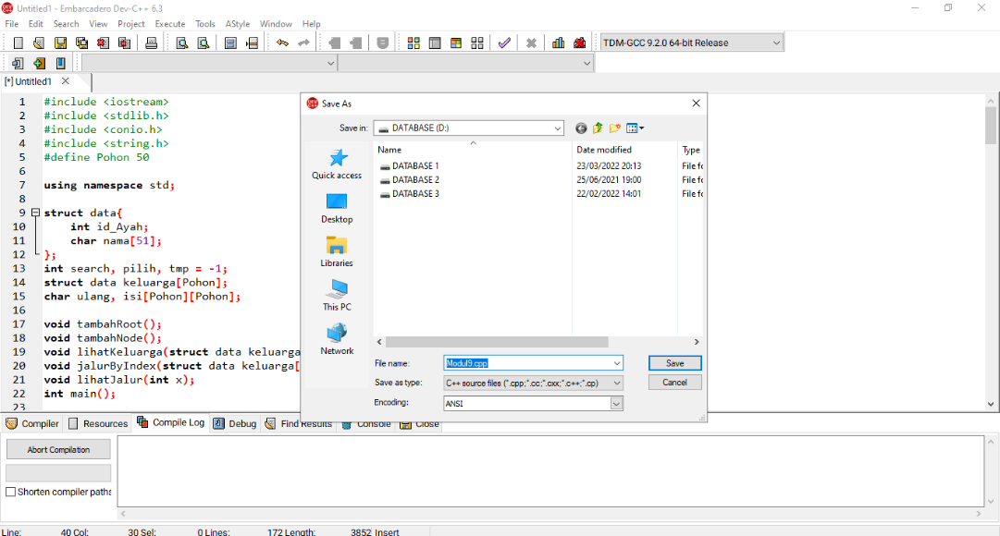 Untitled1 - Embarcadero Dev-C++ 6.3
File Edit Search View Project Execute Tools AStyle Window Help
TDM-GCC 9.2.0 64-bit Release
[*] Untitled1
1 #include <iostream>
2 #include <stdlib.h>
3 #include <conio.h>
4 #include <string.h>
5 #define Pohon 50
6
7 using namespace std;
8
9 struct data{
10 int id_Ayah;
11 char nama[51];
12 };
13 int search, pilih, tmp = -1;
14 struct data keluarga[Pohon];
15 char ulang, isi[Pohon][Pohon];
16
17 void tambahRoot();
18 void tambahNode();
19 void lihatKeluarga(struct data keluarga
20 void jalurByIndex(struct data keluarga[
21 void lihatJalur(int x);
22 int main();
23
Save As
Save in: DATABASE (D:)
Quick access
Desktop
Libraries
This PC
Network
Name Date modified Type
DATABASE 1 23/03/2022 20:13 File fo
DATABASE 2 25/06/2021 19:00 File fo
DATABASE 3 22/02/2022 14:01 File fo
File name: Modul9.cpp Save
Save as type: C++ source files (*.cpp;*.cc;*.cxx;*.c++;*.cp) Cancel
Encoding: ANSI
Compiler Resources Compile Log Debug Find Results Console Close
Abort Compilation
Shorten compiler paths
Line: 40 Col: 30 Sel: 0 Lines: 172 Length: 3852 Insert